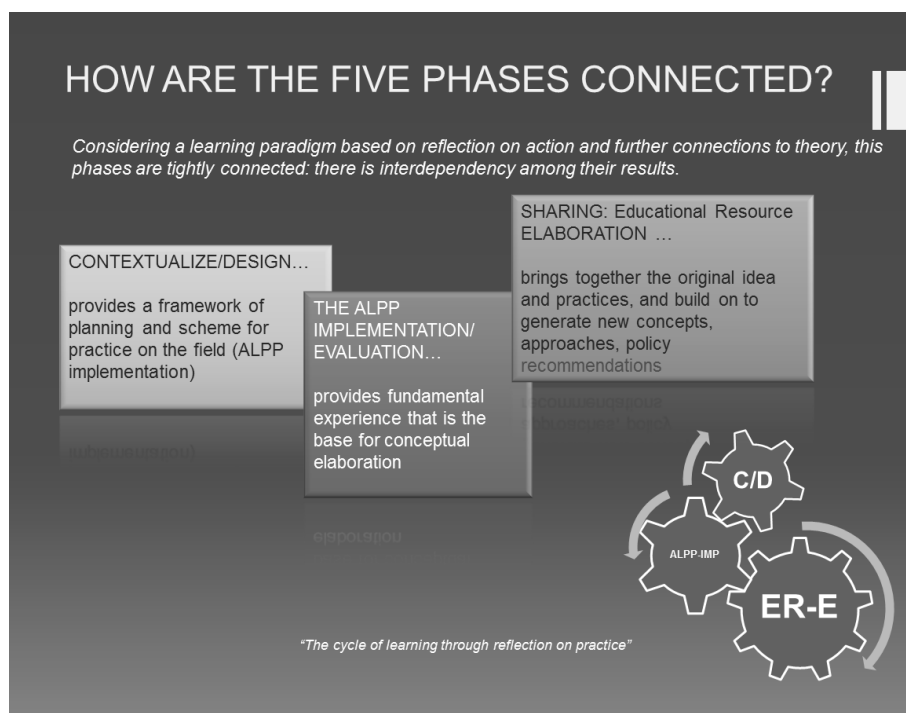 HOW ARE THE FIVE PHASES CONNECTED?
Considering a learning paradigm based on reflection on action and further connections to theory, this
phases are tightly connected: there is interdependency among their results.
CONTEXTUALIZE/DESIGN…
provides a framework of
planning and scheme for
practice on the field (ALPP
implementation)
THE ALPP
IMPLEMENTATION/
EVALUATION…
provides fundamental
experience that is the
base for conceptual
elaboration
SHARING: Educational Resource
ELABORATION …
brings together the original idea
and practices, and build on to
generate new concepts,
approaches, policy
recommendations
C/D
ALPP-IMP
ER-E
“The cycle of learning through reflection on practice”